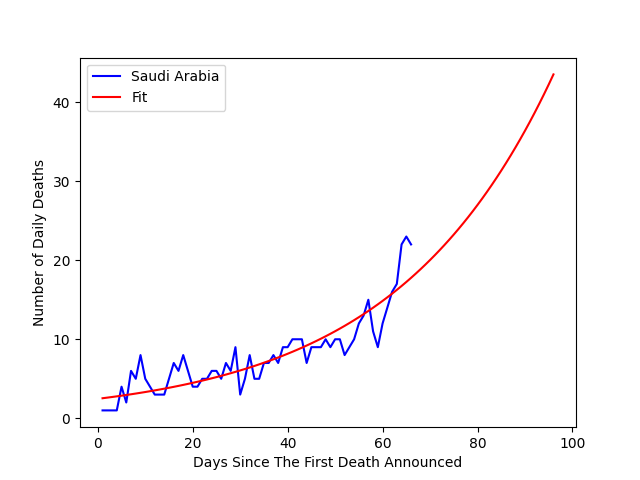 Saudi Arabia
Fit
Number of Daily Deaths
40
30
20
10
0
0 20 40 60 80 100
Days Since The First Death Announced